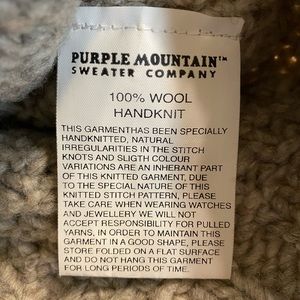 PURPLE MOUNTAIN™
SWEATER COMPANY
100% WOOL
HANDKNIT
THIS GARMENTHAS BEEN SPECIALLY
HANDKNITTED, NATURAL
IRREGULARITIES IN THE STITCH
KNOTS AND SLIGTH COLOUR
VARIATIONS ARE AN INHERANT PART
OF THIS KNITTED GARMENT, DUE
TO THE SPECIAL NATURE OF THIS
KNITTED STITCH PATTERN, PLEASE
TAKE CARE WHEN WEARING WATCHES
AND JEWELLERY WE WILL NOT
ACCEPT RESPONSIBILITY FOR PULLED
YARNS, IN ORDER TO MAINTAIN THIS
GARMENT IN A GOOD SHAPE, PLEASE
STORE FOLDED ON A FLAT SURFACE
AND DO NOT HANG THIS GARMENT
FOR LONG PERIODS OF TIME.